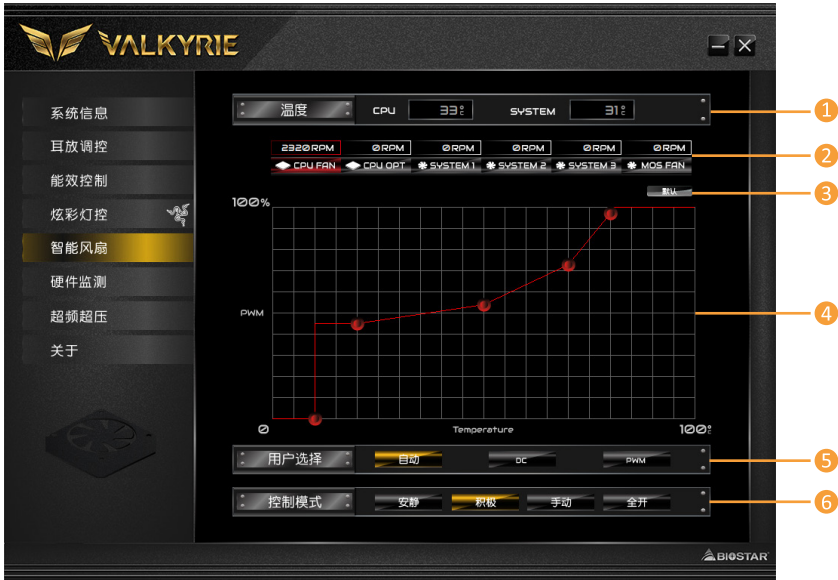 VALKYRIE
系统信息
耳放调控
能效控制
炫彩灯控
智能风扇
硬件监测
超频超压
关于
温度 CPU 33° SYSTEM 31° 1
2320RPM 0RPM 0RPM 0RPM 0RPM 0RPM
CPU FAN CPU OPT SYSTEM 1 SYSTEM 2 SYSTEM 3 MOS FAN 2
默认 3
100%
PWM 4
0 Temperature 100°
用户选择 自动 DC PWM 5
控制模式 安静 积极 手动 全开 6
BIOSTAR